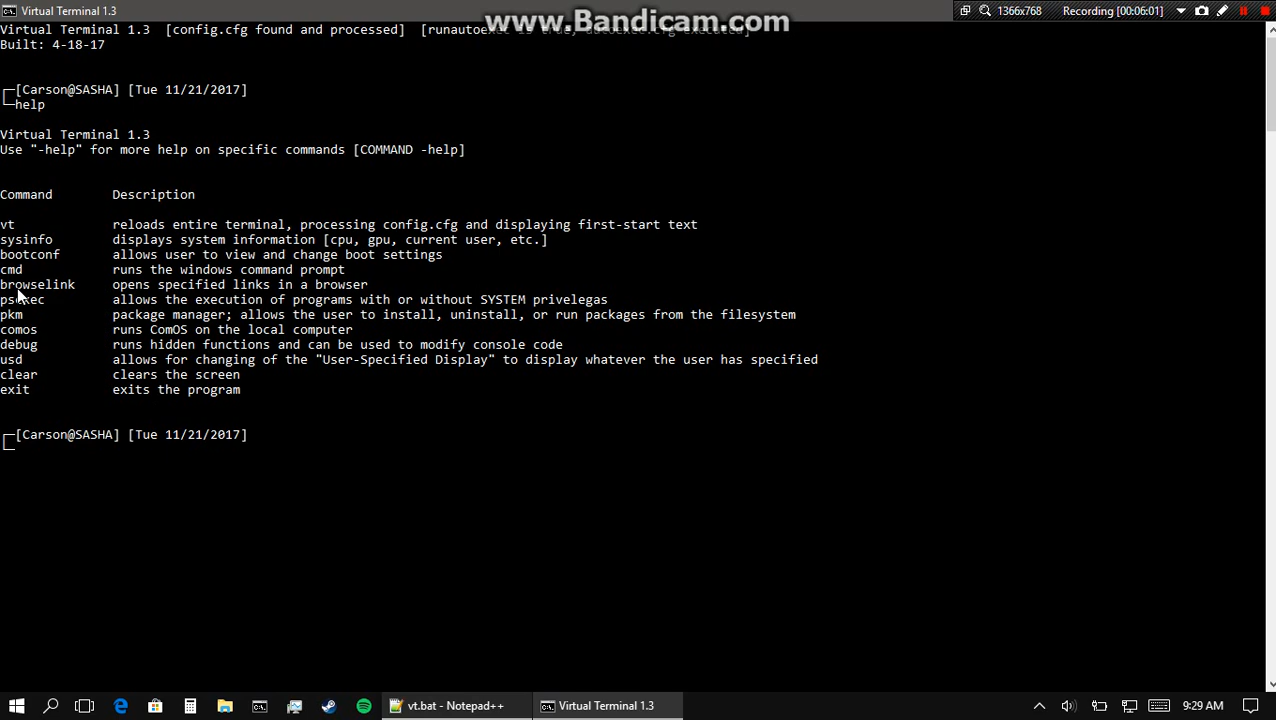 Virtual Terminal 1.3
www.Bandicam.com
1366x768
Recording [00:06:01]
Virtual Terminal 1.3 [config.cfg found and processed]
Built: 4-18-17
┌─[Carson@SASHA] [Tue 11/21/2017]
└─help
Virtual Terminal 1.3
Use "-help" for more help on specific commands [COMMAND -help]
Command Description
vt reloads entire terminal, processing config.cfg and displaying first-start text
sysinfo displays system information [cpu, gpu, current user, etc.]
bootconf allows user to view and change boot settings
cmd runs the windows command prompt
browselink opens specified links in a browser
psexec allows the execution of programs with or without SYSTEM privelegas
pkm package manager; allows the user to install, uninstall, or run packages from the filesystem
comos runs ComOS on the local computer
debug runs hidden functions and can be used to modify console code
usd allows for changing of the "User-Specified Display" to display whatever the user has specified
clear clears the screen
exit exits the program
┌─[Carson@SASHA] [Tue 11/21/2017]
└─
vt.bat - Notepad++
Virtual Terminal 1.3
9:29 AM